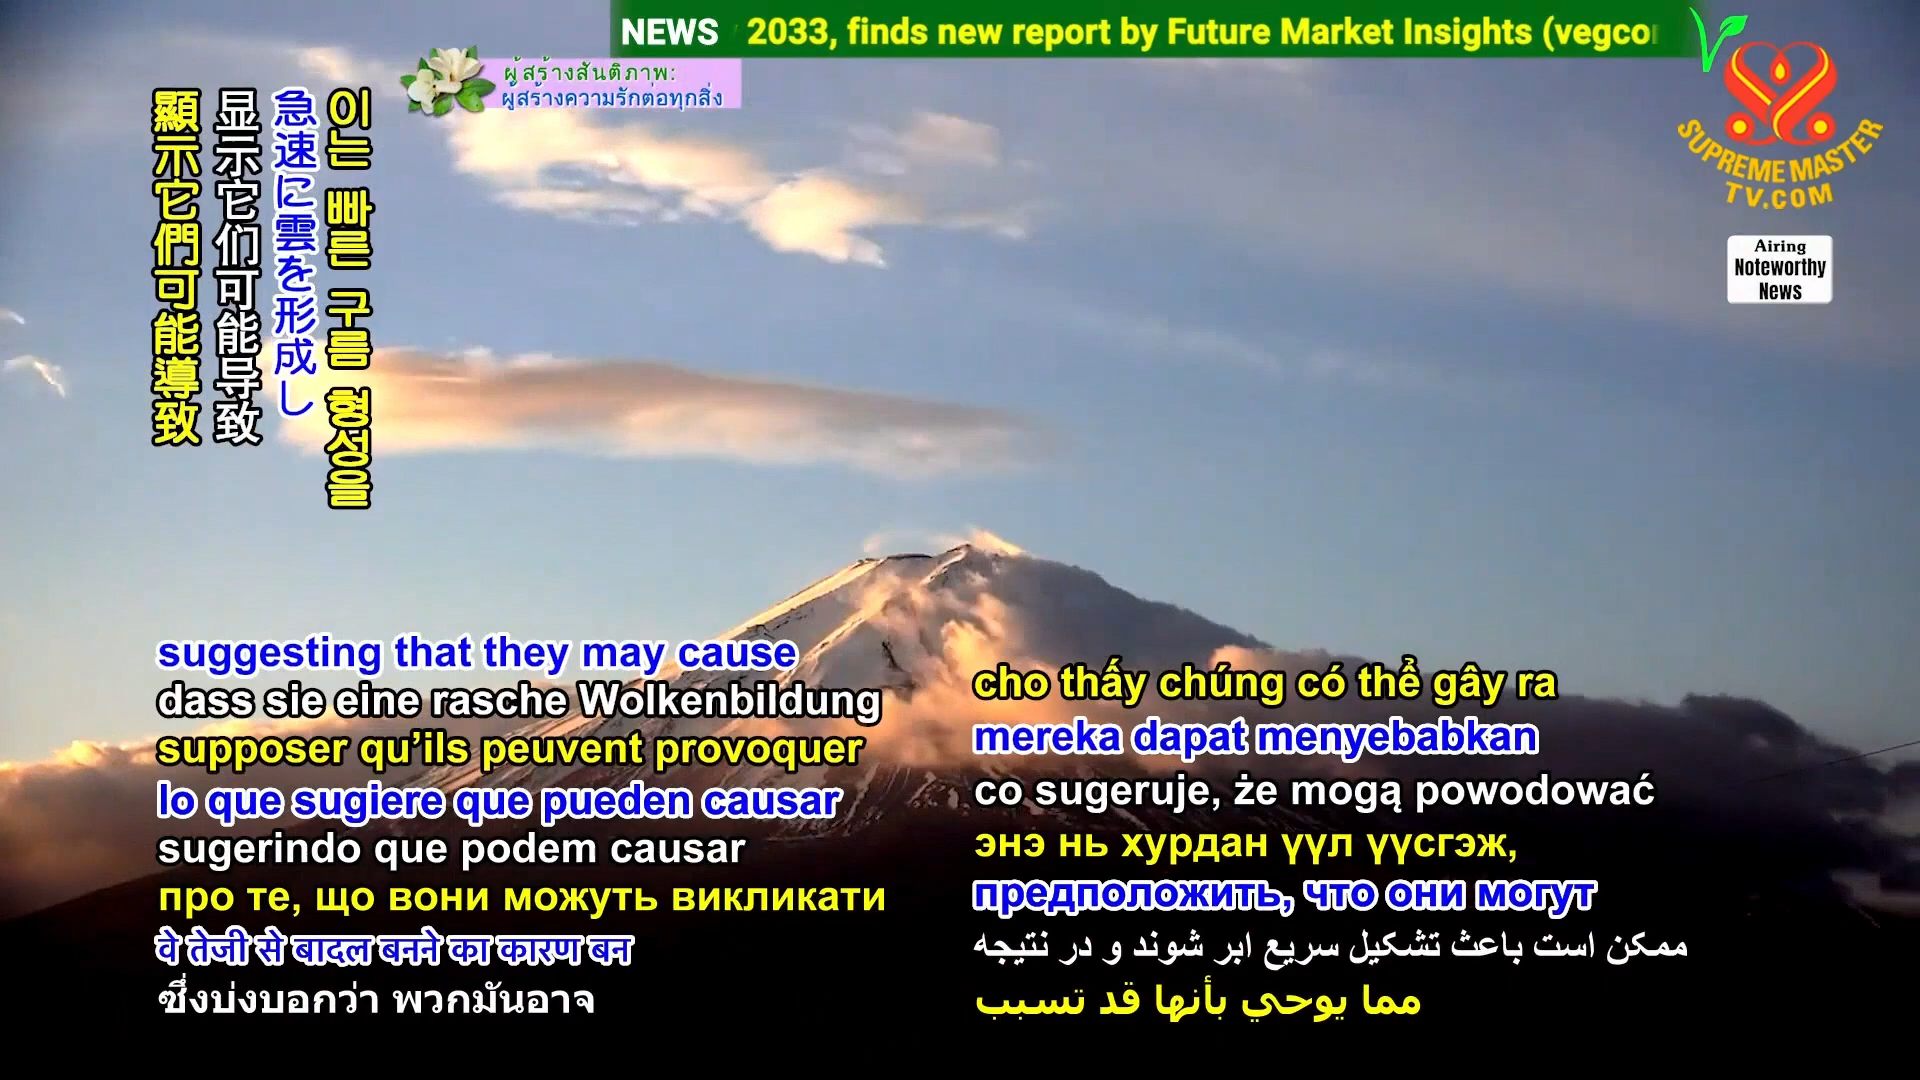 NEWS
2033, finds new report by Future Market Insights (vegco
ผู้สร้างสันติภาพ:
ผู้สร้างความรักต่อทุกสิ่ง
SUPREME MASTER
TV.COM
Airing
Noteworthy
News
이는 빠른 구름 형성을
急速に雲を形成し
显示它们可能导致
顯示它們可能導致
suggesting that they may cause
dass sie eine rasche Wolkenbildung
supposer qu’ils peuvent provoquer
lo que sugiere que pueden causar
sugerindo que podem causar
про те, що вони можуть викликати
वे तेजी से बादल बनने का कारण बन
ซึ่งบ่งบอกว่า พวกมันอาจ
cho thấy chúng có thể gây ra
mereka dapat menyebabkan
co sugeruje, że mogą powodować
энэ нь хурдан үүл үүсгэж,
предположить, что они могут
ممکن است باعث تشکیل سریع ابر شوند و در نتیجه
مما يوحي بأنها قد تسبب